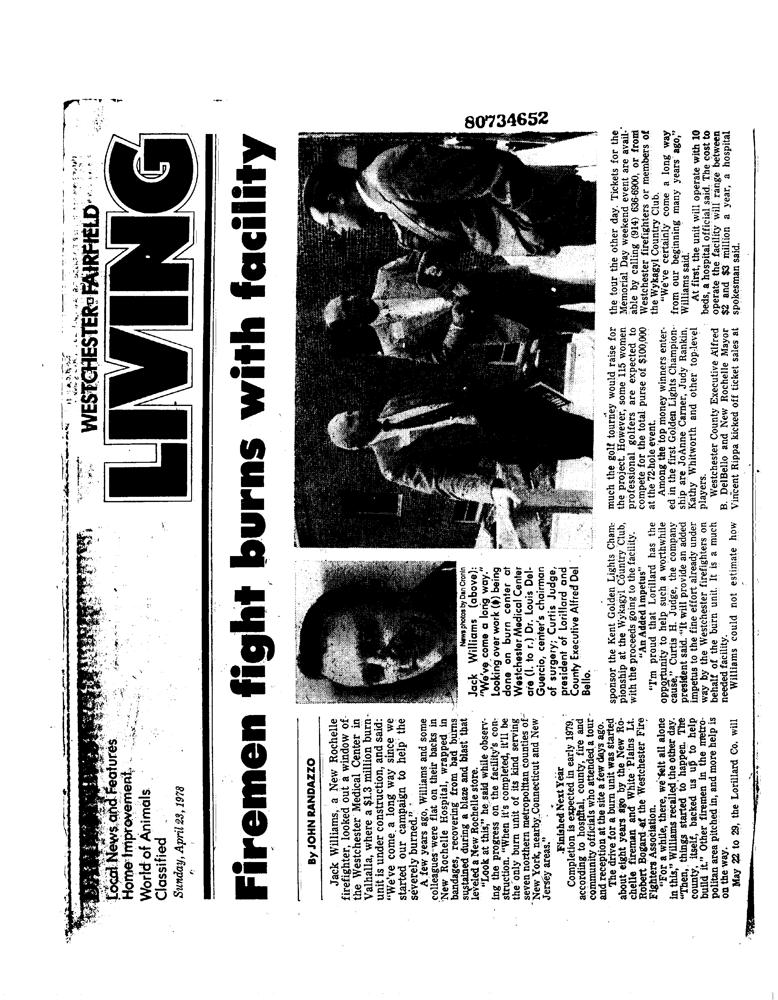 Local News and Features
Home Improvement,
World of Animals
Classified
Sunday, April 23, 1978
WESTCHESTER FAIRFIELD
LIVING
Firemen fight burns with facility
80734652
By JOHN RANDAZZO
Jack Williams, a New Rochelle
firefighter, looked out a window of
the Westchester Medical Center in
Valhalla, where a $1.3 million burn
unit is under construction, and said:
"We've come a long way since we
started our campaign to help the
severely burned."
A few years ago, Williams and some
colleagues were flat on their backs in
New Rochelle Hospital, wrapped in
bandages, recovering from bad burns
sustained during a blaze and blast that
leveled a New Rochelle store.
"Look at this," he said while observ-
ing the progress on the facility's con-
struction. "When it's completed, it'll be
the only burn unit of its kind serving
seven northern metropolitan counties of
New York, nearby Connecticut and New
Jersey areas."
Finished Next Year
Completion is expected in early 1979,
according to hospital, county, fire and
community officials who attended a tour
and reception at the site a few days ago.
The drive for a burn unit was started
about eight years ago by the New Ro-
chelle fireman and White Plains Lt.
Robert Bogard of the Westchester Fire
Fighters Association.
"For a while, there, we felt all alone
in this," Williams recalled the other day.
"Then, things started to happen. The
county, itself, backed us up to help
build it." Other firemen in the metro-
politan area pitched in, and more help is
on the way.
May 22 to 29, the Lorillard Co. will
News photos by Dan Cronin
Jack Williams (above):
"We've come a long way."
Looking over work () being
done on burn center at
Westchester Medical Center
are (l. to r.) Dr. Louis Del-
Guercio, center's chairman
of surgery; Curtis Judge,
president of Lorillard and
County Executive Alfred Del
Bello.
sponsor the Kent Golden Lights Cham-
pionship at the Wykagyl Country Club,
with the proceeds going to the facility.
"An Added Impetus"
"I'm proud that Lorillard has the
opportunity to help such a worthwhile
cause," Curtis H. Judge, the company
president said. "It will provide an added
impetus to the fine effort already under
way by the Westchester firefighters on
behalf of the burn unit. It is a much
needed facility.
Williams could not estimate how
much the golf tourney would raise for
the project. However, some 115 women
professional golfers are expected to
compete for the total purse of $100,000
at the 72-hole event.
Among the top money winners enter-
ed in the first Golden Lights Champion-
ship are JoAnne Carner, Judy Rankin,
Kathy Whitworth and other top-level
players.
Westchester County Executive Alfred
B. DelBello and New Rochelle Mayor
Vincent Rippa kicked off ticket sales at
the tour the other day. Tickets for the
Memorial Day weekend event are avail-
able by calling (914) 636-6900, or from
Westchester firefighters or members of
the Wykagyl Country Club.
"We've certainly come a long way
from our beginning many years ago,"
Williams said.
At first, the unit will operate with 10
beds, a hospital official said. The cost to
operate the facility will range between
$2 and $3 million a year, a hospital
spokesman said.